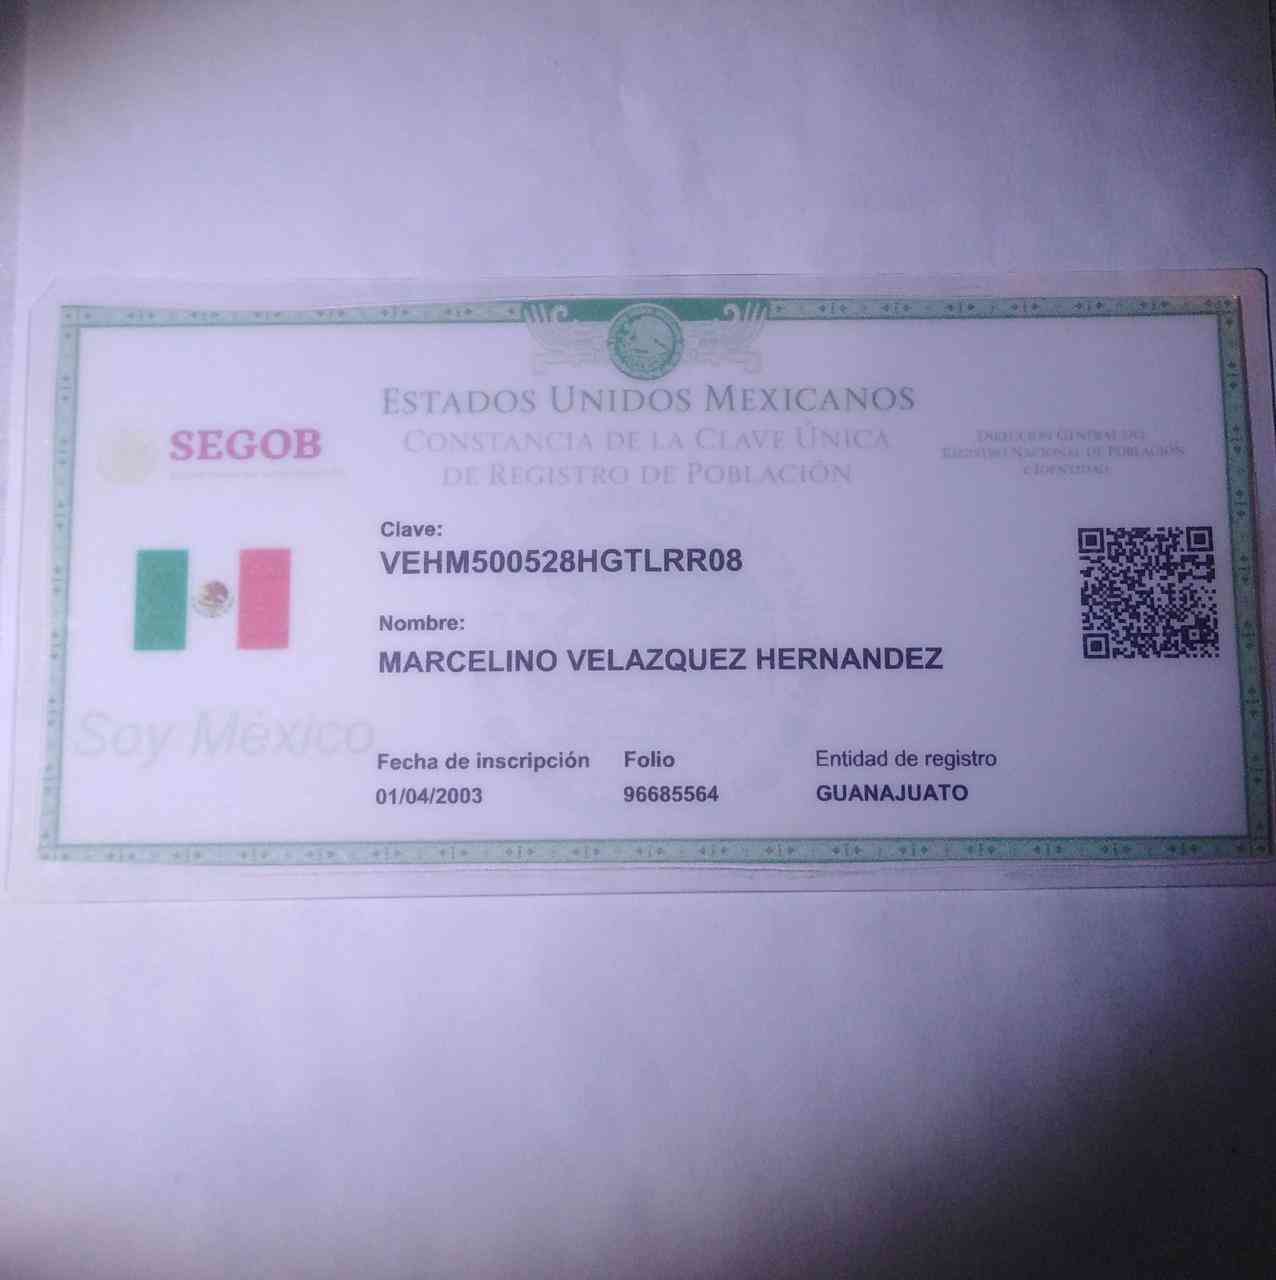 ESTADOS UNIDOS MEXICANOS
CONSTANCIA DE LA CLAVE ÚNICA
DE REGISTRO DE POBLACIÓN
SEGOB
DIRECCIÓN GENERAL DEL
REGISTRO NACIONAL DE POBLACIÓN
E IDENTIDAD
Clave:
VEHM500528HGTLRR08
Nombre:
MARCELINO VELAZQUEZ HERNANDEZ
Soy México
Fecha de inscripción Folio Entidad de registro
01/04/2003 96685564 GUANAJUATO